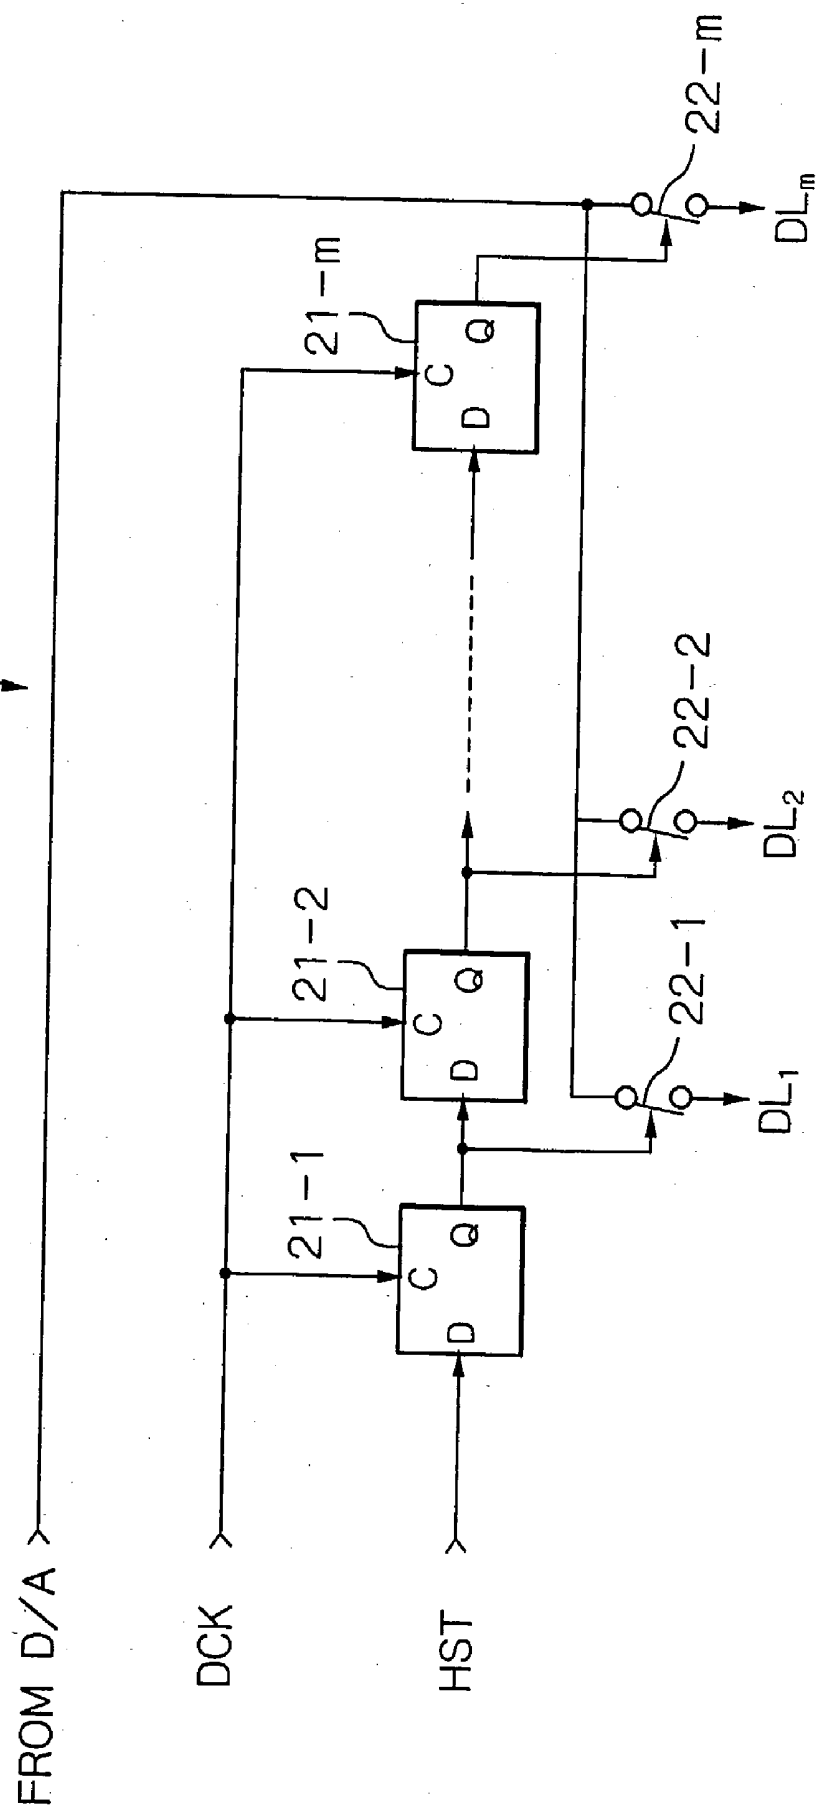 FROM D/A
DCK
HST
21-1
D
C
Q
21-2
D
C
Q
21-m
D
C
Q
22-1
22-2
22-m
DL1
DL2
DLm